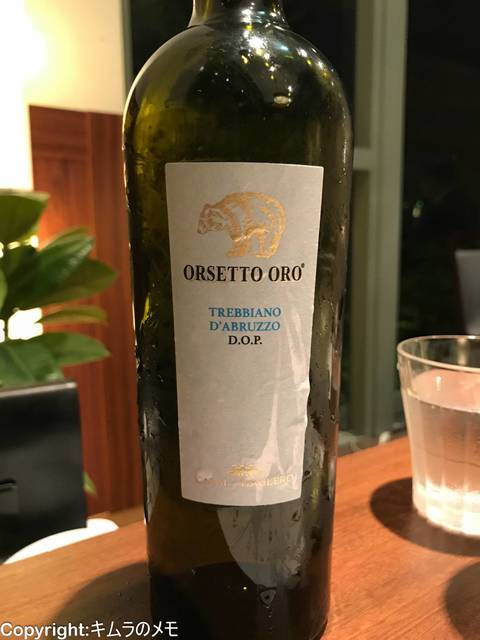 ORSETTO ORO®
TREBBIANO
D'ABRUZZO
D.O.P.
Copyright:キムラのメモ